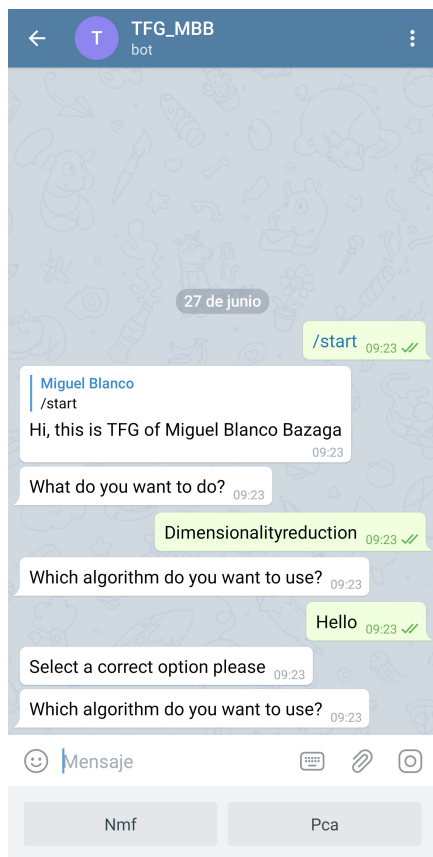 T
TFG_MBB
bot
27 de junio
/start 09:23
Miguel Blanco
/start
Hi, this is TFG of Miguel Blanco Bazaga
09:23
What do you want to do? 09:23
Dimensionalityreduction 09:23
Which algorithm do you want to use? 09:23
Hello 09:23
Select a correct option please 09:23
Which algorithm do you want to use? 09:23
Mensaje
Nmf Pca